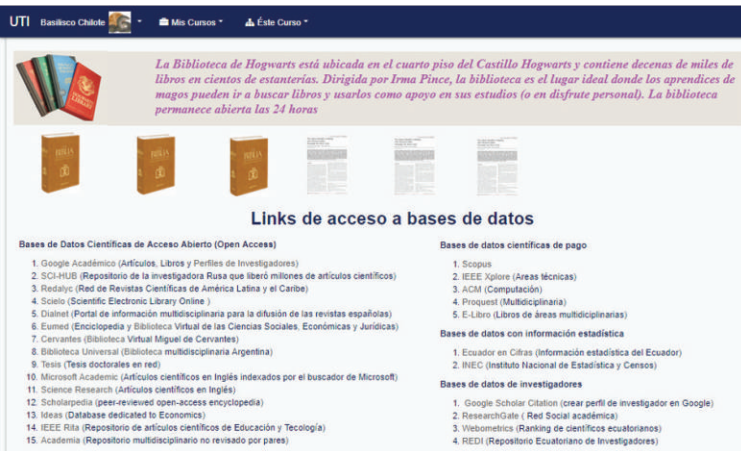 UTI Basilisco Chilote Mis Cursos Éste Curso
La Biblioteca de Hogwarts está ubicada en el cuarto piso del Castillo Hogwarts y contiene decenas de miles de
libros en cientos de estanterías. Dirigida por Irma Pince, la biblioteca es el lugar ideal donde los aprendices de
magos pueden ir a buscar libros y usarlos como apoyo en sus estudios (o en disfrute personal). La biblioteca
permanece abierta las 24 horas
BIBLIA
BIBLIA
BIBLIA
Links de acceso a bases de datos
Bases de Datos Científicas de Acceso Abierto (Open Access)
1. Google Académico (Artículos, Libros y Perfiles de Investigadores)
2. SCI-HUB (Repositorio de la investigadora Rusa que liberó millones de artículos científicos)
3. Redalyc (Red de Revistas Científicas de América Latina y el Caribe)
4. Scielo (Scientific Electronic Library Online )
5. Dialnet (Portal de información multidisciplinaria para la difusión de las revistas españolas)
6. Eumed (Enciclopedia y Biblioteca Virtual de las Ciencias Sociales, Económicas y Jurídicas)
7. Cervantes (Biblioteca Virtual Miguel de Cervantes)
8. Biblioteca Universal (Biblioteca multidisciplinaria Argentina)
9. Tesis (Tesis doctorales en red)
10. Microsoft Academic (Artículos científicos en Inglés indexados por el buscador de Microsoft)
11. Science Research (Artículos científicos en Inglés)
12. Scholarpedia (peer-reviewed open-access encyclopedia)
13. Ideas (Database dedicated to Economics)
14. IEEE Rita (Repositorio de artículos científicos de Educación y Tecología)
15. Academia (Repositorio multidisciplinario no revisado por pares)
Bases de datos científicas de pago
1. Scopus
2. IEEE Xplore (Areas técnicas)
3. ACM (Computación)
4. Proquest (Multidiciplinaria)
5. E-Libro (Libros de áreas multidiciplinarias)
Bases de datos con información estadística
1. Ecuador en Cifras (Información estadística del Ecuador)
2. INEC (Instituto Nacional de Estadística y Censos)
Bases de datos de investigadores
1. Google Scholar Citation (crear perfil de investigador en Google)
2. ResearchGate ( Red Social académica)
3. Webometrics (Ranking de científicos ecuatorianos)
4. REDI (Repositorio Ecuatoriano de Investigadores)